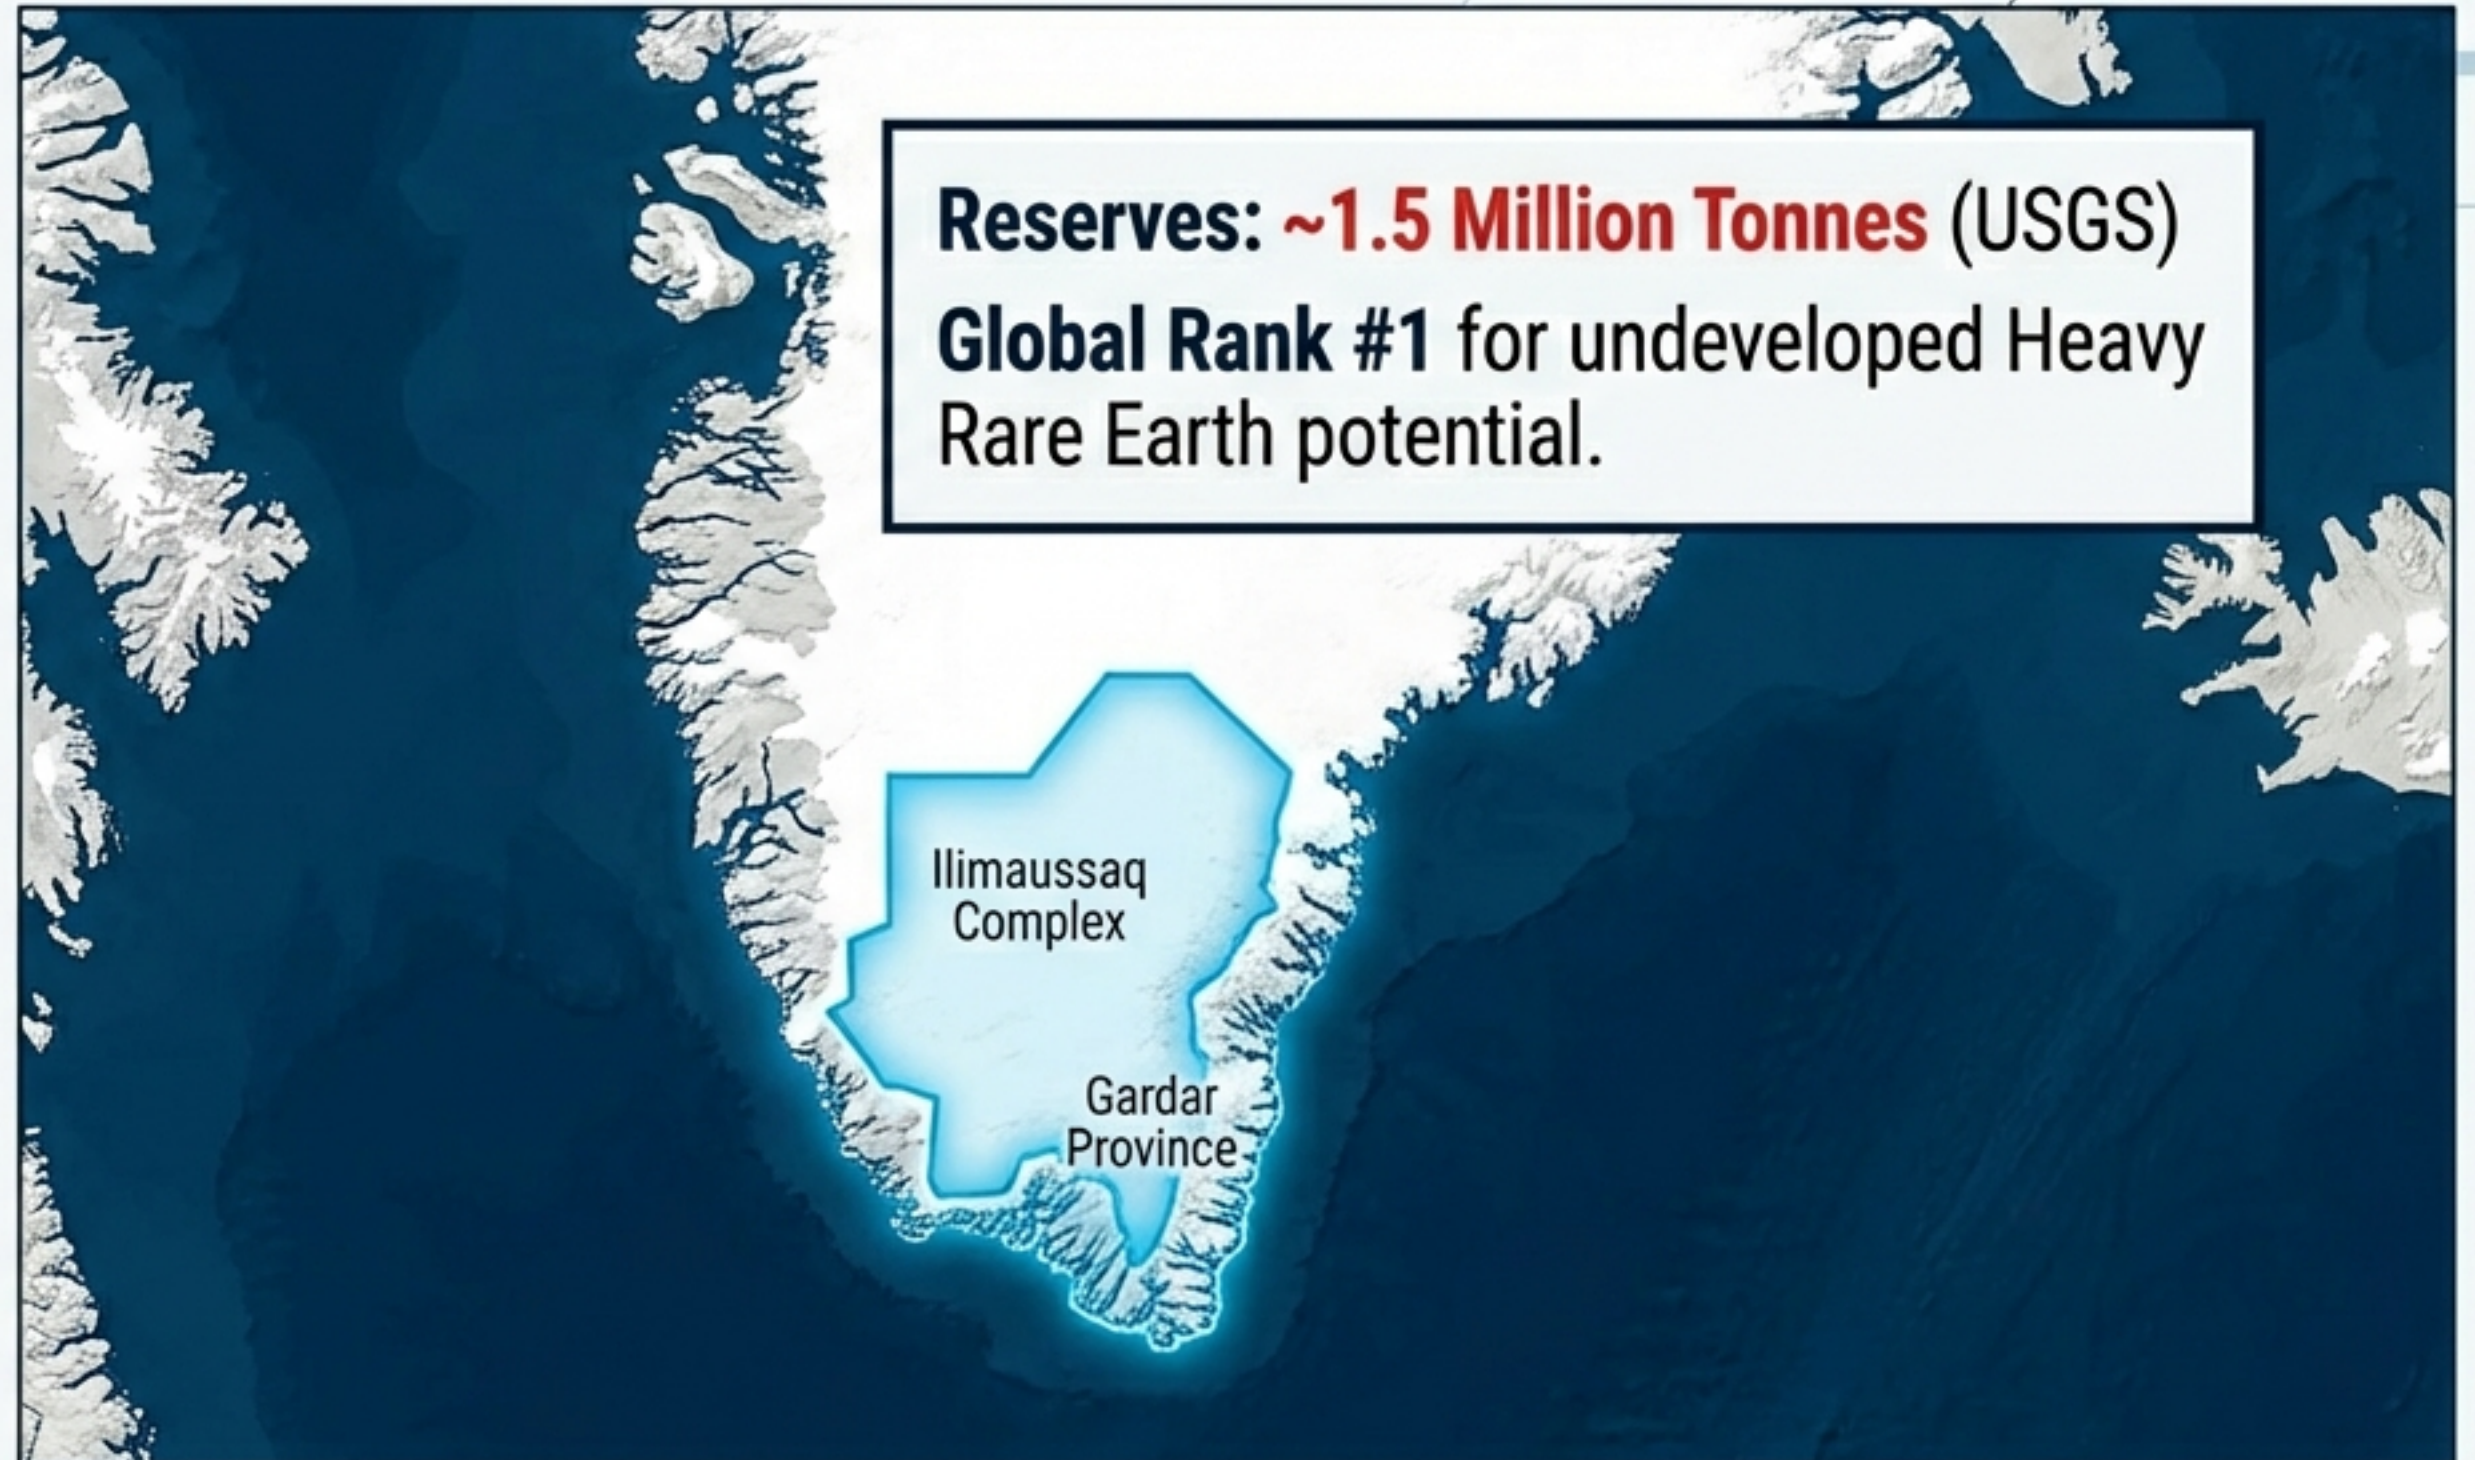 Reserves: ~1.5 Million Tonnes (USGS)
Global Rank #1 for undeveloped Heavy
Rare Earth potential.
Ilimaussaq
Complex
Gardar
Province